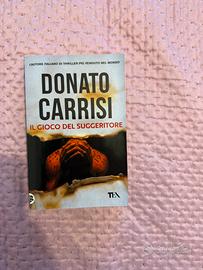 L'AUTORE ITALIANO DI THRILLER PIÙ VENDUTO NEL MONDO
DONATO
CARRISI
IL GIOCO DEL SUGGERITORE
TEA